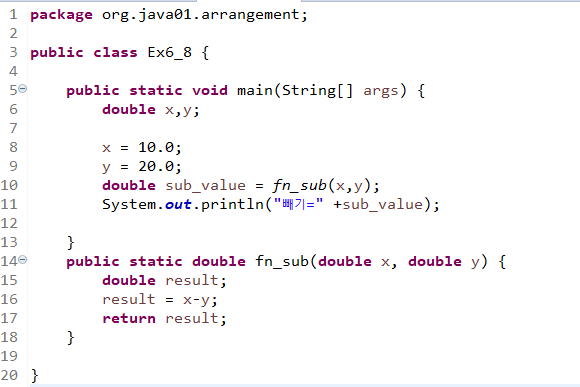 1 package org.java01.arrangement;
2
3 public class Ex6_8 {
4
5 public static void main(String[] args) {
6 double x,y;
7
8 x = 10.0;
9 y = 20.0;
10 double sub_value = fn_sub(x,y);
11 System.out.println("빼기=" +sub_value);
12
13 }
14 public static double fn_sub(double x, double y) {
15 double result;
16 result = x-y;
17 return result;
18 }
19
20 }